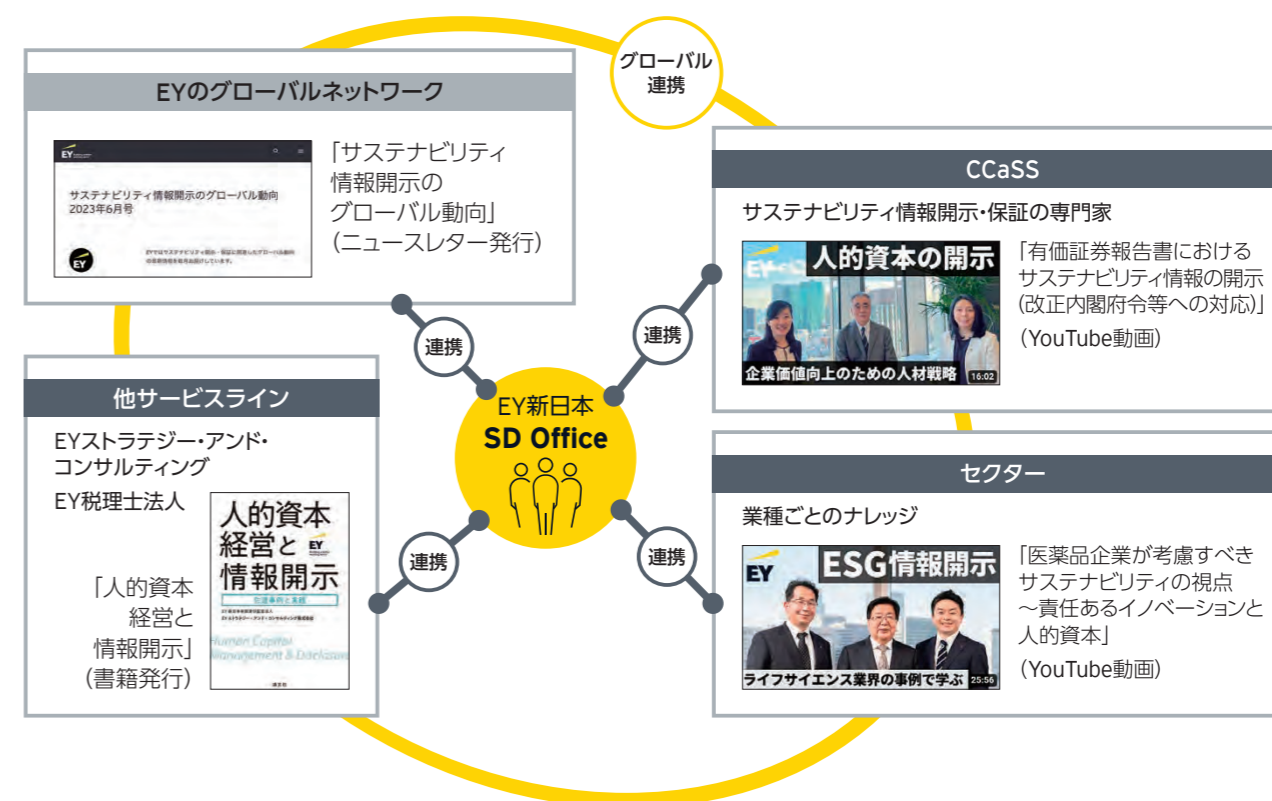 グローバル
連携
EYのグローバルネットワーク
EY
サステナビリティ情報開示のグローバル動向
2023年6月号
EY
「サステナビリティ
情報開示の
グローバル動向」
(ニュースレター発行)
CCaSS
サステナビリティ情報開示・保証の専門家
EY
人的資本の開示
企業価値向上のための人材戦略
16:02
「有価証券報告書における
サステナビリティ情報の開示
(改正内閣府令等への対応)」
(YouTube動画)
連携
連携
EY新日本
SD Office
連携
連携
他サービスライン
EYストラテジー・アンド・
コンサルティング
EY税理士法人
人的資本
経営と
EY
情報開示
Human Capital
Management & Disclosure
「人的資本
経営と
情報開示」
(書籍発行)
セクター
業種ごとのナレッジ
EY
ESG情報開示
ライフサイエンス業界の事例で学ぶ
25:56
「医薬品企業が考慮すべき
サステナビリティの視点
～責任あるイノベーションと
人的資本」
(YouTube動画)